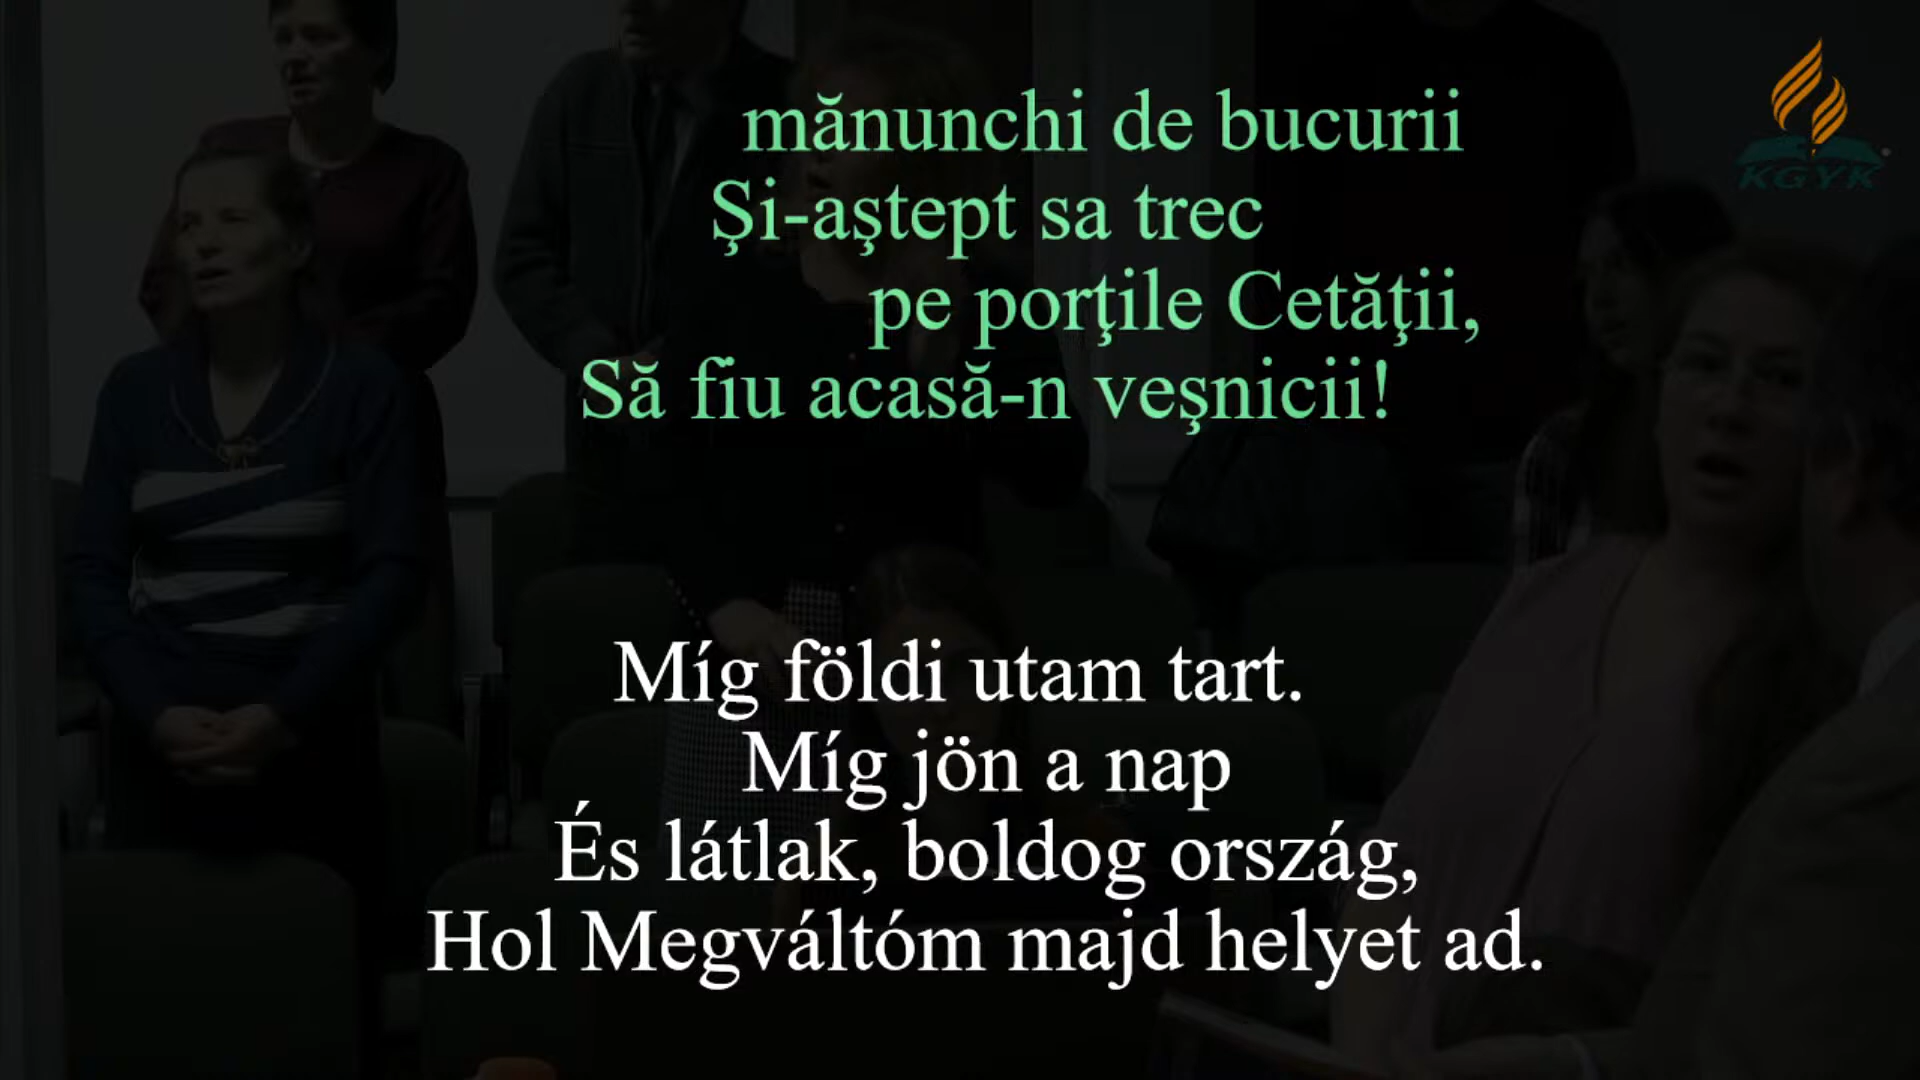 mănunchi de bucurii
Şi-aştept sa trec
pe porţile Cetăţii,
Să fiu acasă-n veşnicii!
KGYK
Míg földi utam tart.
Míg jön a nap
És látlak, boldog ország,
Hol Megváltóm majd helyet ad.